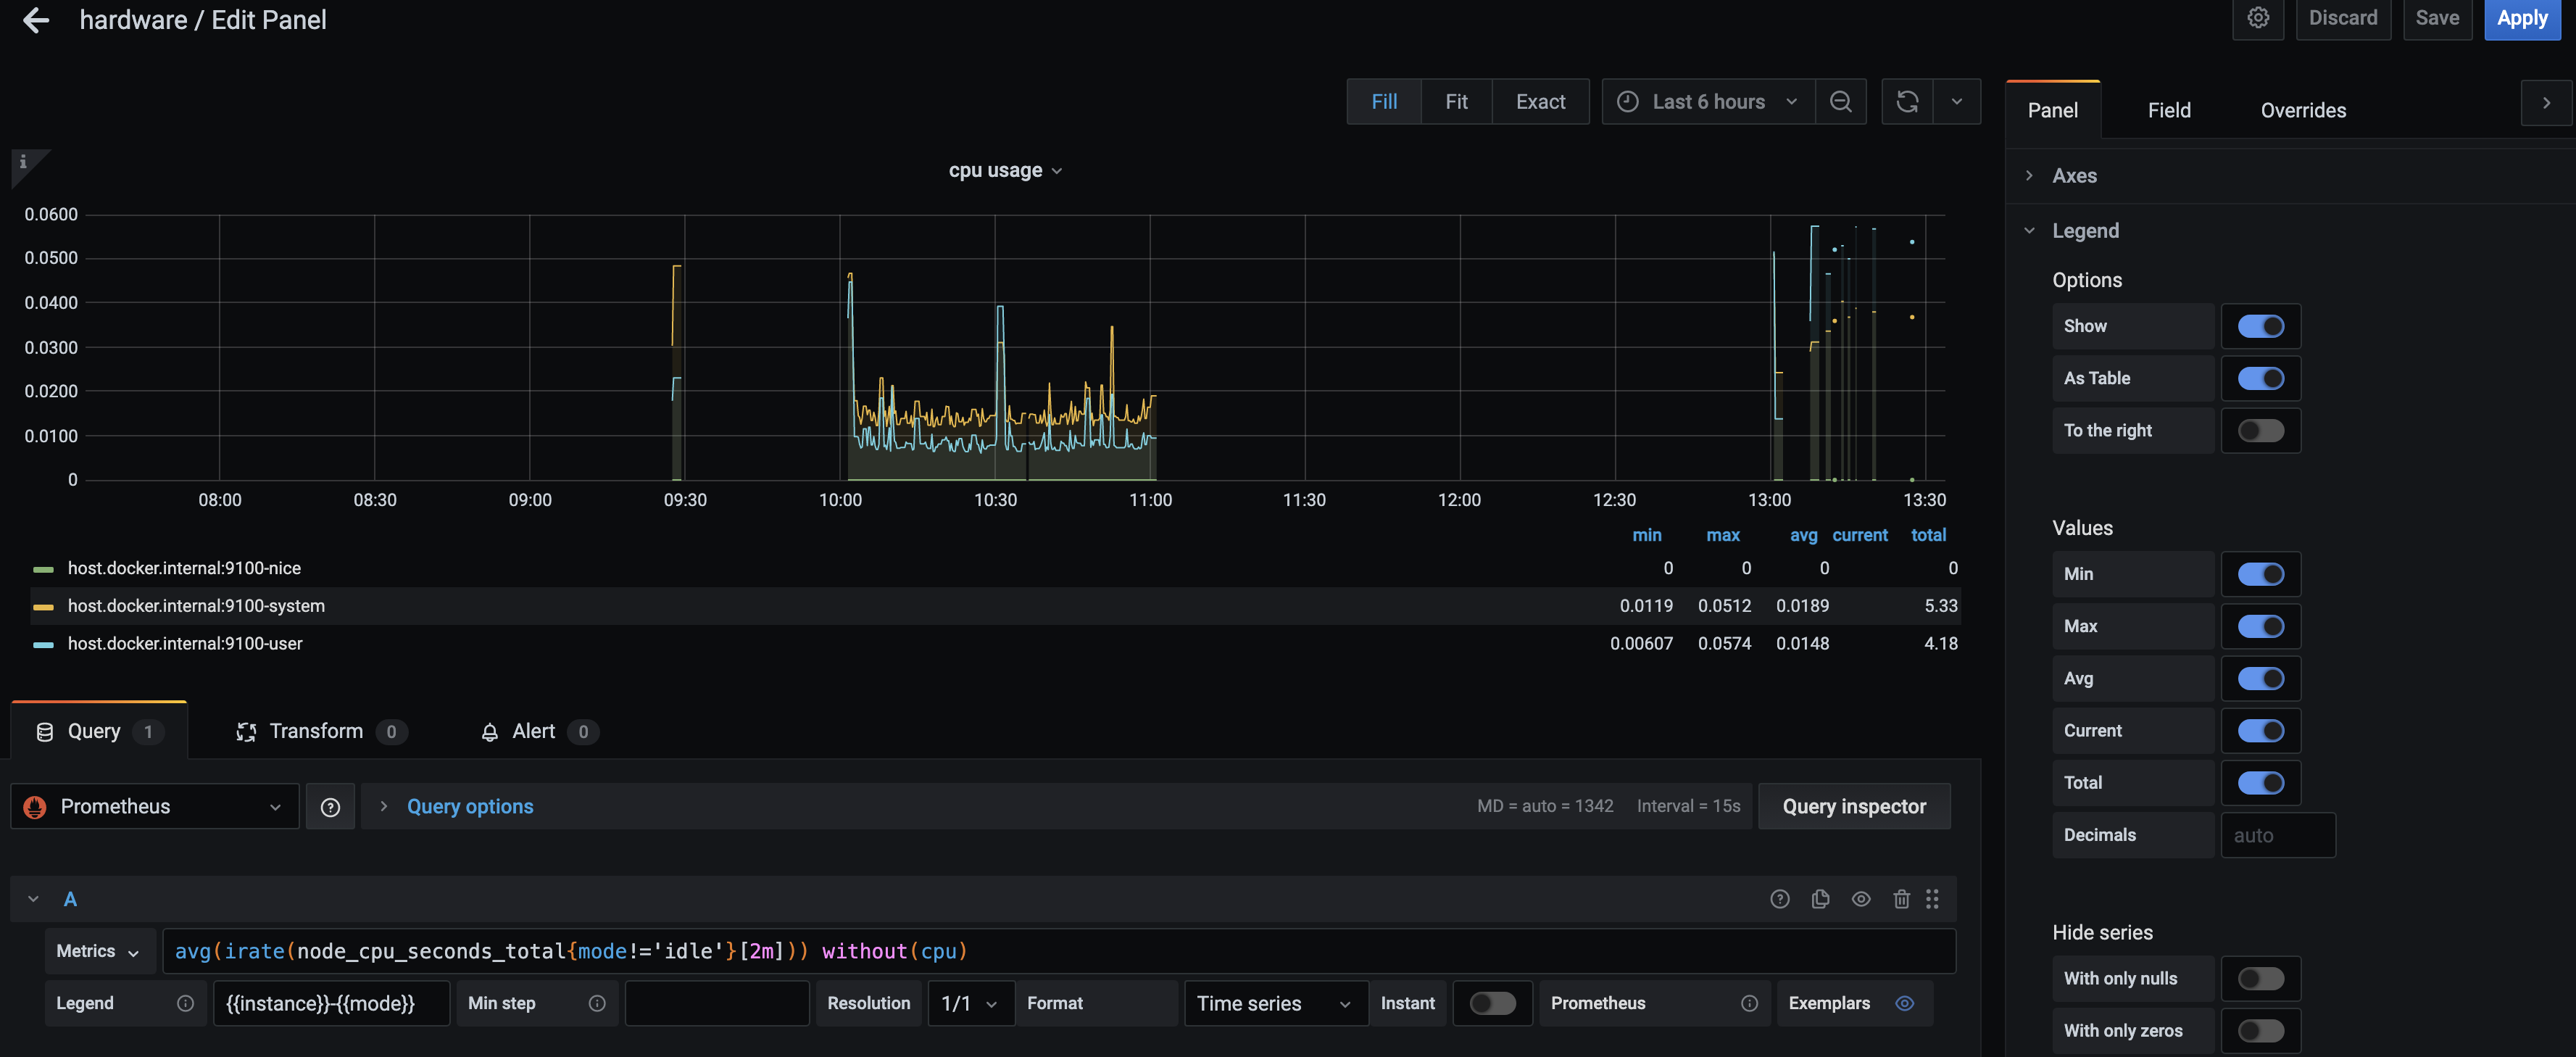 hardware / Edit Panel
Discard Save Apply
Fill Fit Exact Last 6 hours
Panel Field Overrides
i
cpu usage
0.0600
0.0500
0.0400
0.0300
0.0200
0.0100
0
08:00 08:30 09:00 09:30 10:00 10:30 11:00 11:30 12:00 12:30 13:00 13:30
min max avg current total
host.docker.internal:9100-nice 0 0 0 0
host.docker.internal:9100-system 0.0119 0.0512 0.0189 5.33
host.docker.internal:9100-user 0.00607 0.0574 0.0148 4.18
Query 1 Transform 0 Alert 0
Prometheus Query options MD = auto = 1342 Interval = 15s Query inspector
A
Metrics avg(irate(node_cpu_seconds_total{mode!='idle'}[2m])) without(cpu)
Legend {{instance}}-{{mode}} Min step Resolution 1/1 Format Time series Instant Prometheus Exemplars
Axes
Legend
Options
Show
As Table
To the right
Values
Min
Max
Avg
Current
Total
Decimals auto
Hide series
With only nulls
With only zeros